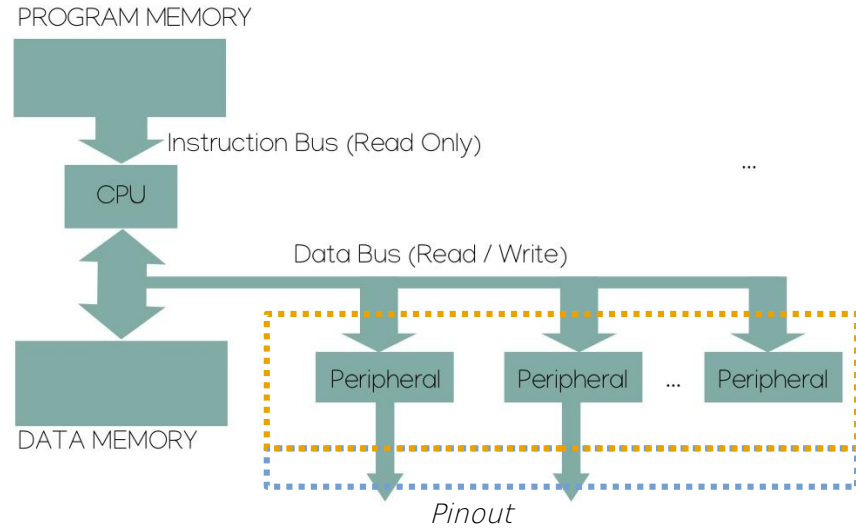 PROGRAM MEMORY
Instruction Bus (Read Only)
...
CPU
Data Bus (Read / Write)
Peripheral
Peripheral
...
Peripheral
DATA MEMORY
Pinout